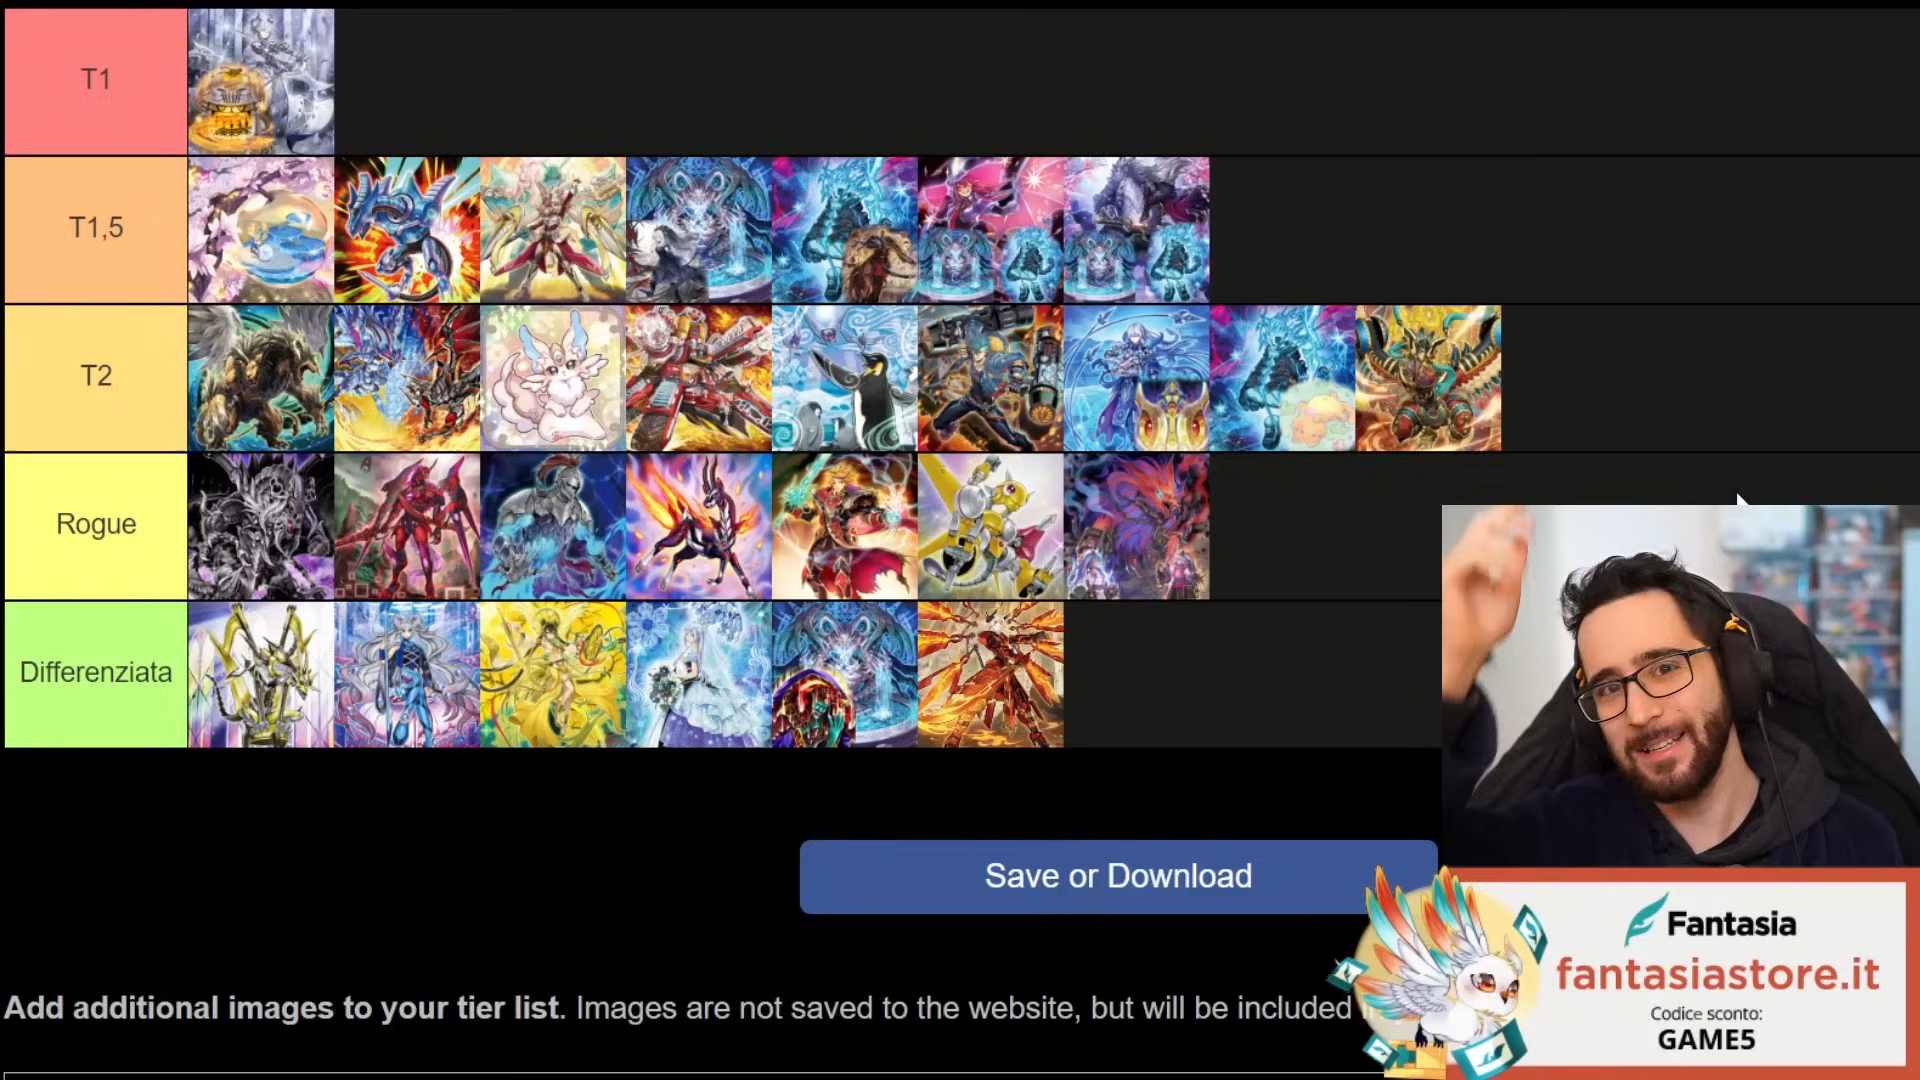 T1
T1,5
T2
Rogue
Differenziata
Save or Download
Add additional images to your tier list. Images are not saved to the website, but will be included
Fantasia
fantasiastore.it
Codice sconto:
GAME5